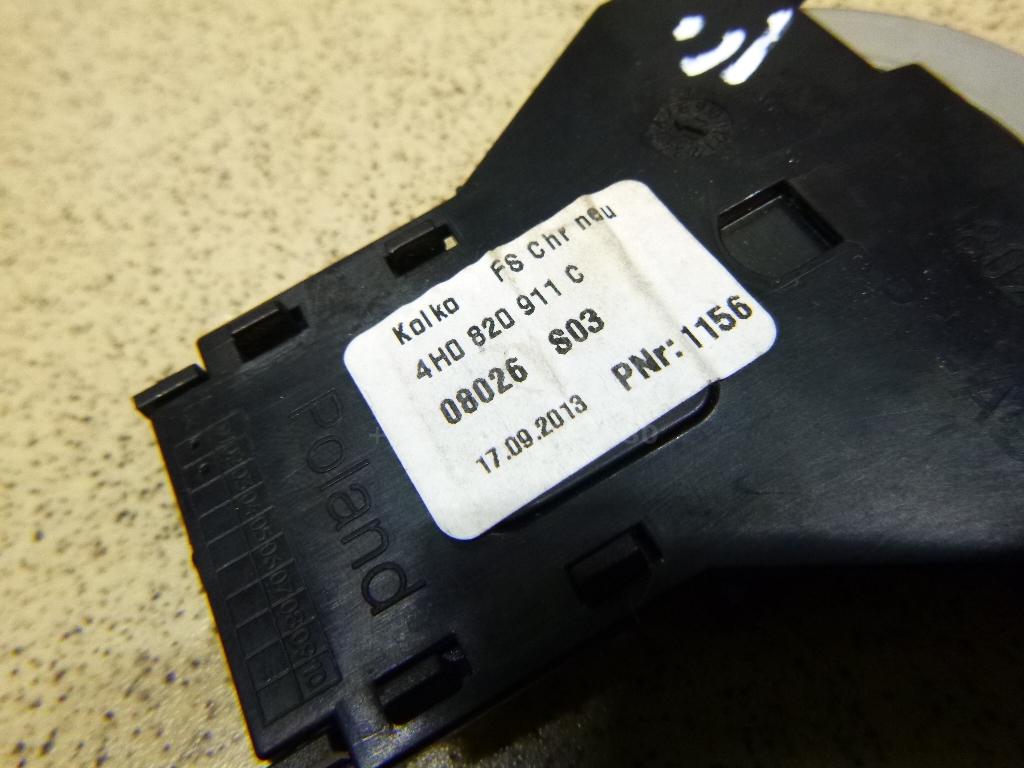 Kolko FS Chr neu
4H0 820 911 C
08026 S03
17.09.2013 PNr: 1156
Poland